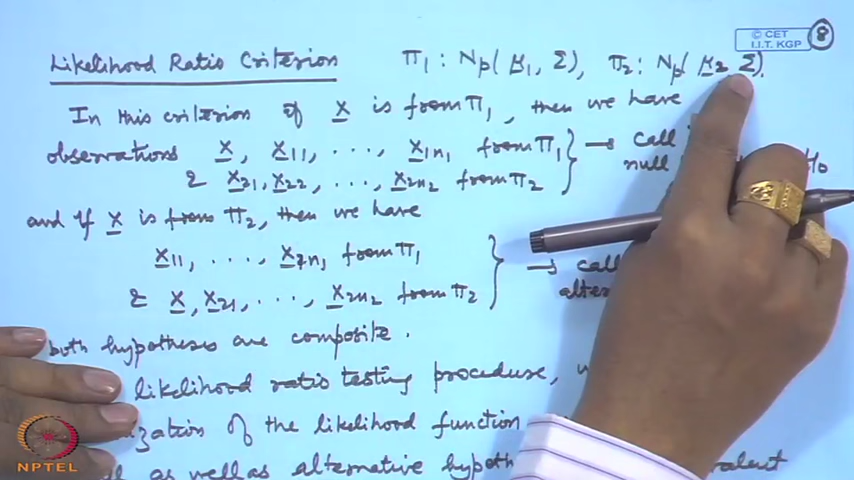 © CET
I.I.T. KGP
8
Likelihood Ratio Criterion Π1 : Np( μ1, Σ), Π2 : Np( μ2 Σ).
In this criterion if x is from Π1, then we have
observations x, x11, ..., x1n1 from Π1 } → call
& x21, x22, ..., x2n2 from Π2 null H0
and if x is from Π2, then we have
x11, ..., x1n1 from Π1
& x, x21, ..., x2n2 from Π2 } → call
both hypotheses are composite.
likelihood ratio testing procedure,
of the likelihood function
as well as alternative
NPTEL